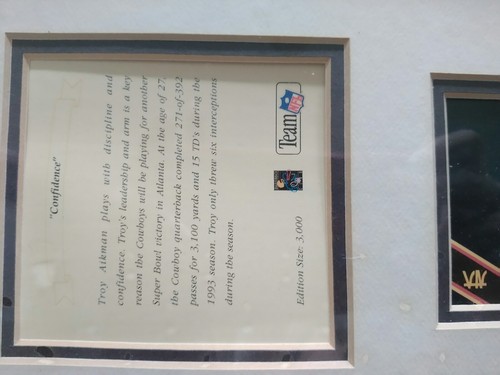 "Confidence"
Troy Aikman plays with discipline and
confidence. Troy's leadership and arm is a key
reason the Cowboys will be playing for another
Super Bowl victory in Atlanta. At the age of 27,
the Cowboy quarterback completed 271-of-392
passes for 3,100 yards and 15 TD's during the
1993 season. Troy only threw six interceptions
during the season.
Team NFL
Edition Size: 3,000